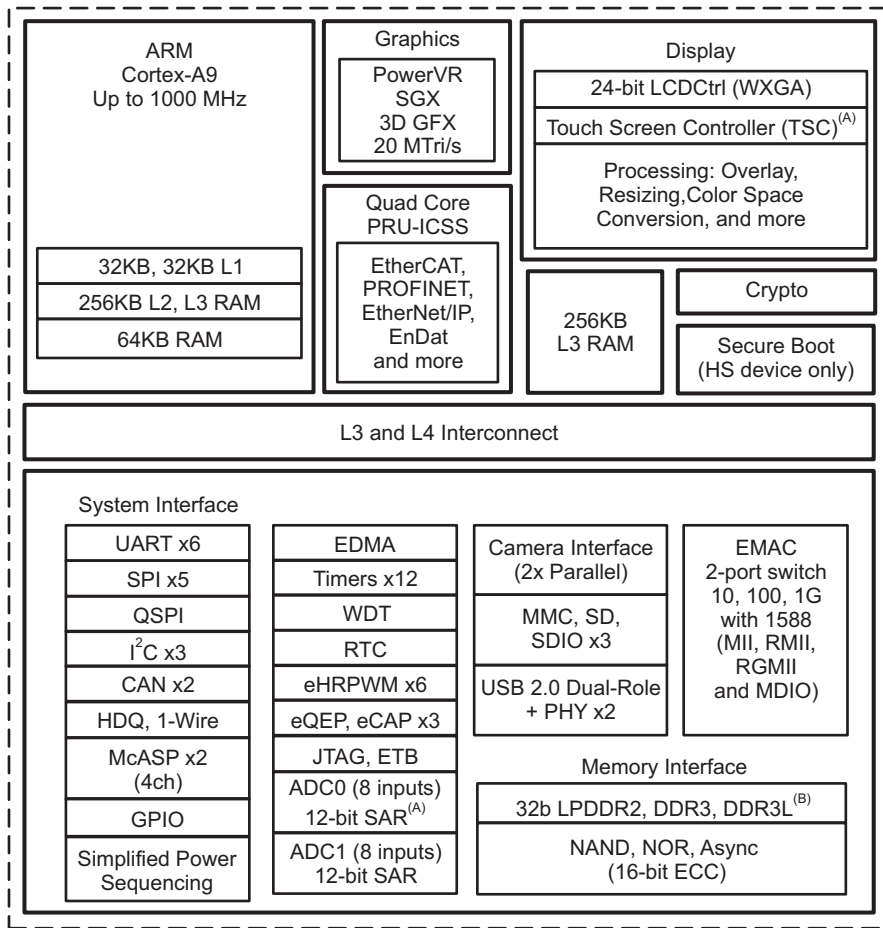 ARM
Cortex-A9
Up to 1000 MHz
32KB, 32KB L1
256KB L2, L3 RAM
64KB RAM
Graphics
PowerVR
SGX
3D GFX
20 MTri/s
Quad Core
PRU-ICSS
EtherCAT,
PROFINET,
EtherNet/IP,
EnDat
and more
Display
24-bit LCDCtrl (WXGA)
Touch Screen Controller (TSC)(A)
Processing: Overlay,
Resizing,Color Space
Conversion, and more
256KB
L3 RAM
Crypto
Secure Boot
(HS device only)
L3 and L4 Interconnect
System Interface
UART x6
SPI x5
QSPI
I2C x3
CAN x2
HDQ, 1-Wire
McASP x2
(4ch)
GPIO
Simplified Power
Sequencing
EDMA
Timers x12
WDT
RTC
eHRPWM x6
eQEP, eCAP x3
JTAG, ETB
ADC0 (8 inputs)
12-bit SAR(A)
ADC1 (8 inputs)
12-bit SAR
Camera Interface
(2x Parallel)
MMC, SD,
SDIO x3
USB 2.0 Dual-Role
+ PHY x2
EMAC
2-port switch
10, 100, 1G
with 1588
(MII, RMII,
RGMII
and MDIO)
Memory Interface
32b LPDDR2, DDR3, DDR3L(B)
NAND, NOR, Async
(16-bit ECC)